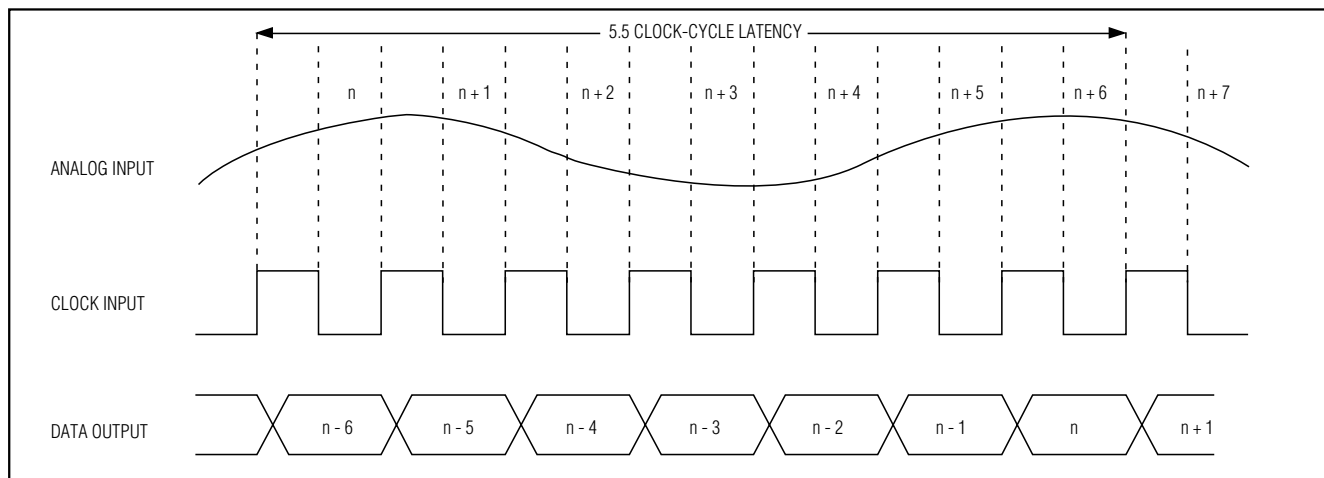 5.5 CLOCK-CYCLE LATENCY
n n + 1 n + 2 n + 3 n + 4 n + 5 n + 6 n + 7
ANALOG INPUT
CLOCK INPUT
DATA OUTPUT n - 6 n - 5 n - 4 n - 3 n - 2 n - 1 n n + 1